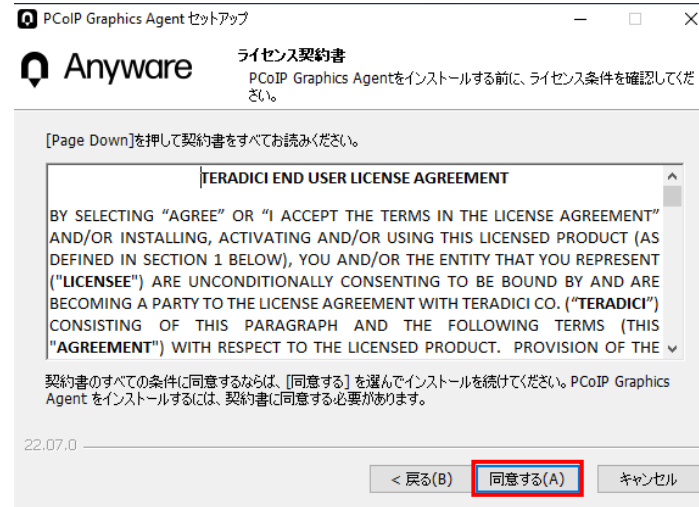 PCoIP Graphics Agent セットアップ
Anyware
ライセンス契約書
PCoIP Graphics Agentをインストールする前に、ライセンス条件を確認してくだ
さい。
[Page Down]を押して契約書をすべてお読みください。
TERADICI END USER LICENSE AGREEMENT
BY SELECTING “AGREE” OR “I ACCEPT THE TERMS IN THE LICENSE AGREEMENT”
AND/OR INSTALLING, ACTIVATING AND/OR USING THIS LICENSED PRODUCT (AS
DEFINED IN SECTION 1 BELOW), YOU AND/OR THE ENTITY THAT YOU REPRESENT
("LICENSEE") ARE UNCONDITIONALLY CONSENTING TO BE BOUND BY AND ARE
BECOMING A PARTY TO THE LICENSE AGREEMENT WITH TERADICI CO. (“TERADICI”)
CONSISTING OF THIS PARAGRAPH AND THE FOLLOWING TERMS (THIS
"AGREEMENT") WITH RESPECT TO THE LICENSED PRODUCT. PROVISION OF THE
契約書のすべての条件に同意するならば、[同意する] を選んでインストールを続けてください。PCoIP Graphics
Agent をインストールするには、契約書に同意する必要があります。
22.07.0
< 戻る(B) 同意する(A) キャンセル